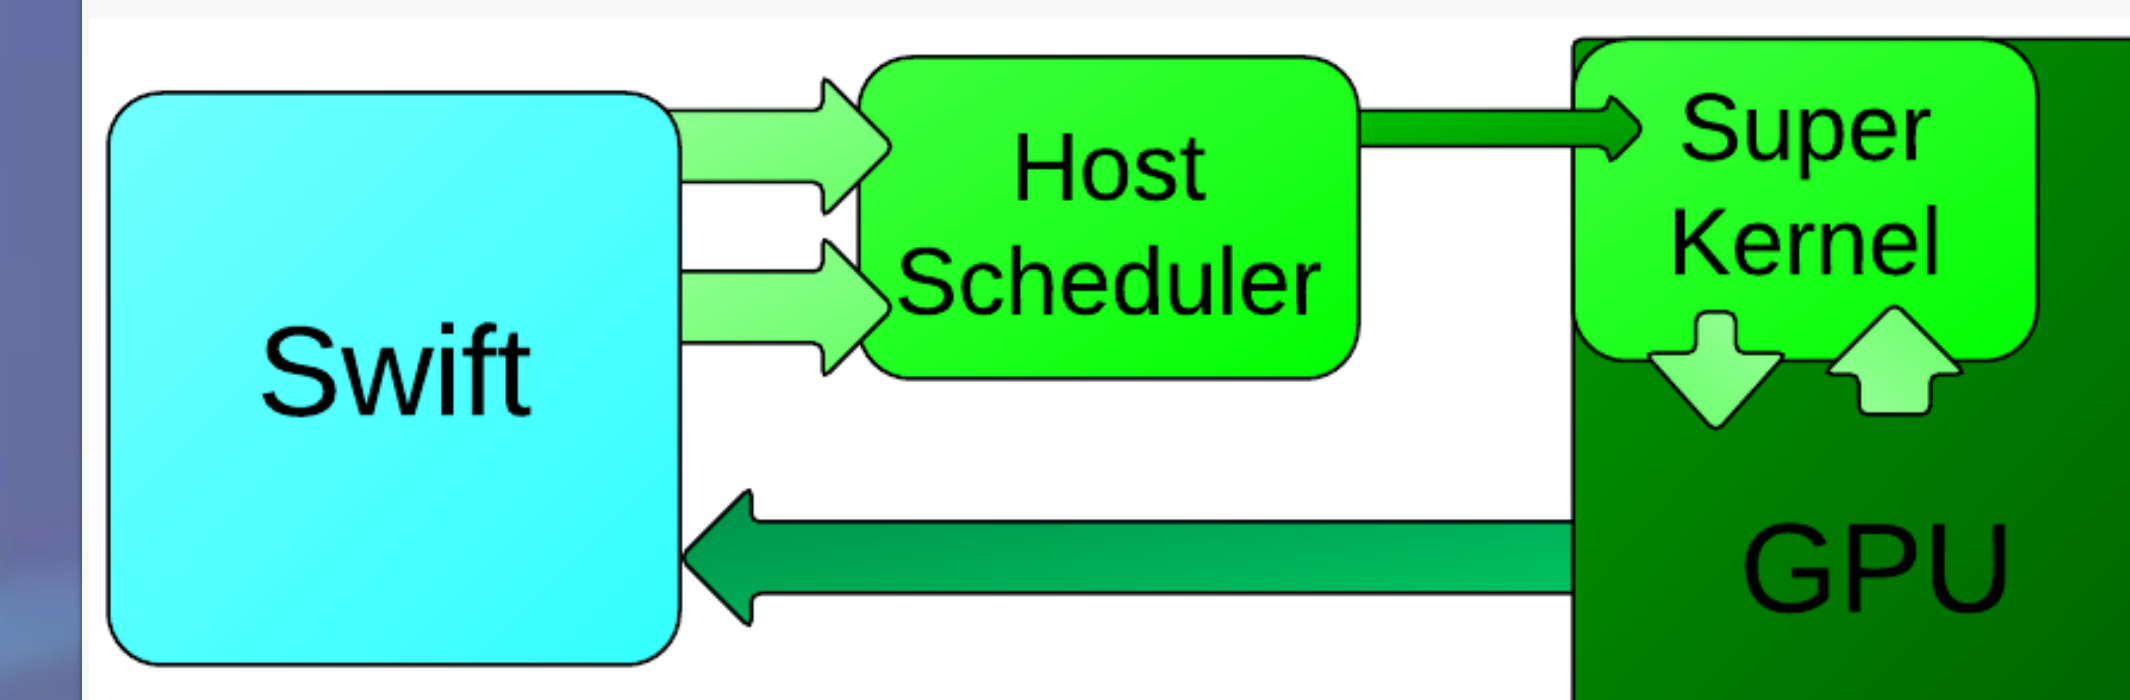 Swift
Host
Scheduler
Super
Kernel
GPU